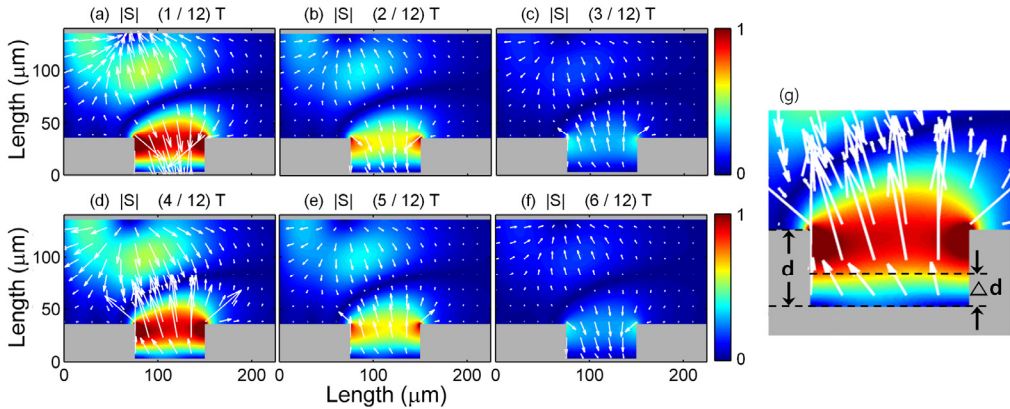 (a) |S| (1 / 12) T
(b) |S| (2 / 12) T
(c) |S| (3 / 12) T
1
0
Length (μm)
100
50
0
(d) |S| (4 / 12) T
(e) |S| (5 / 12) T
(f) |S| (6 / 12) T
1
0
Length (μm)
100
50
0
0 100 200
0 100 200
0 100 200
Length (μm)
(g)
d
△d